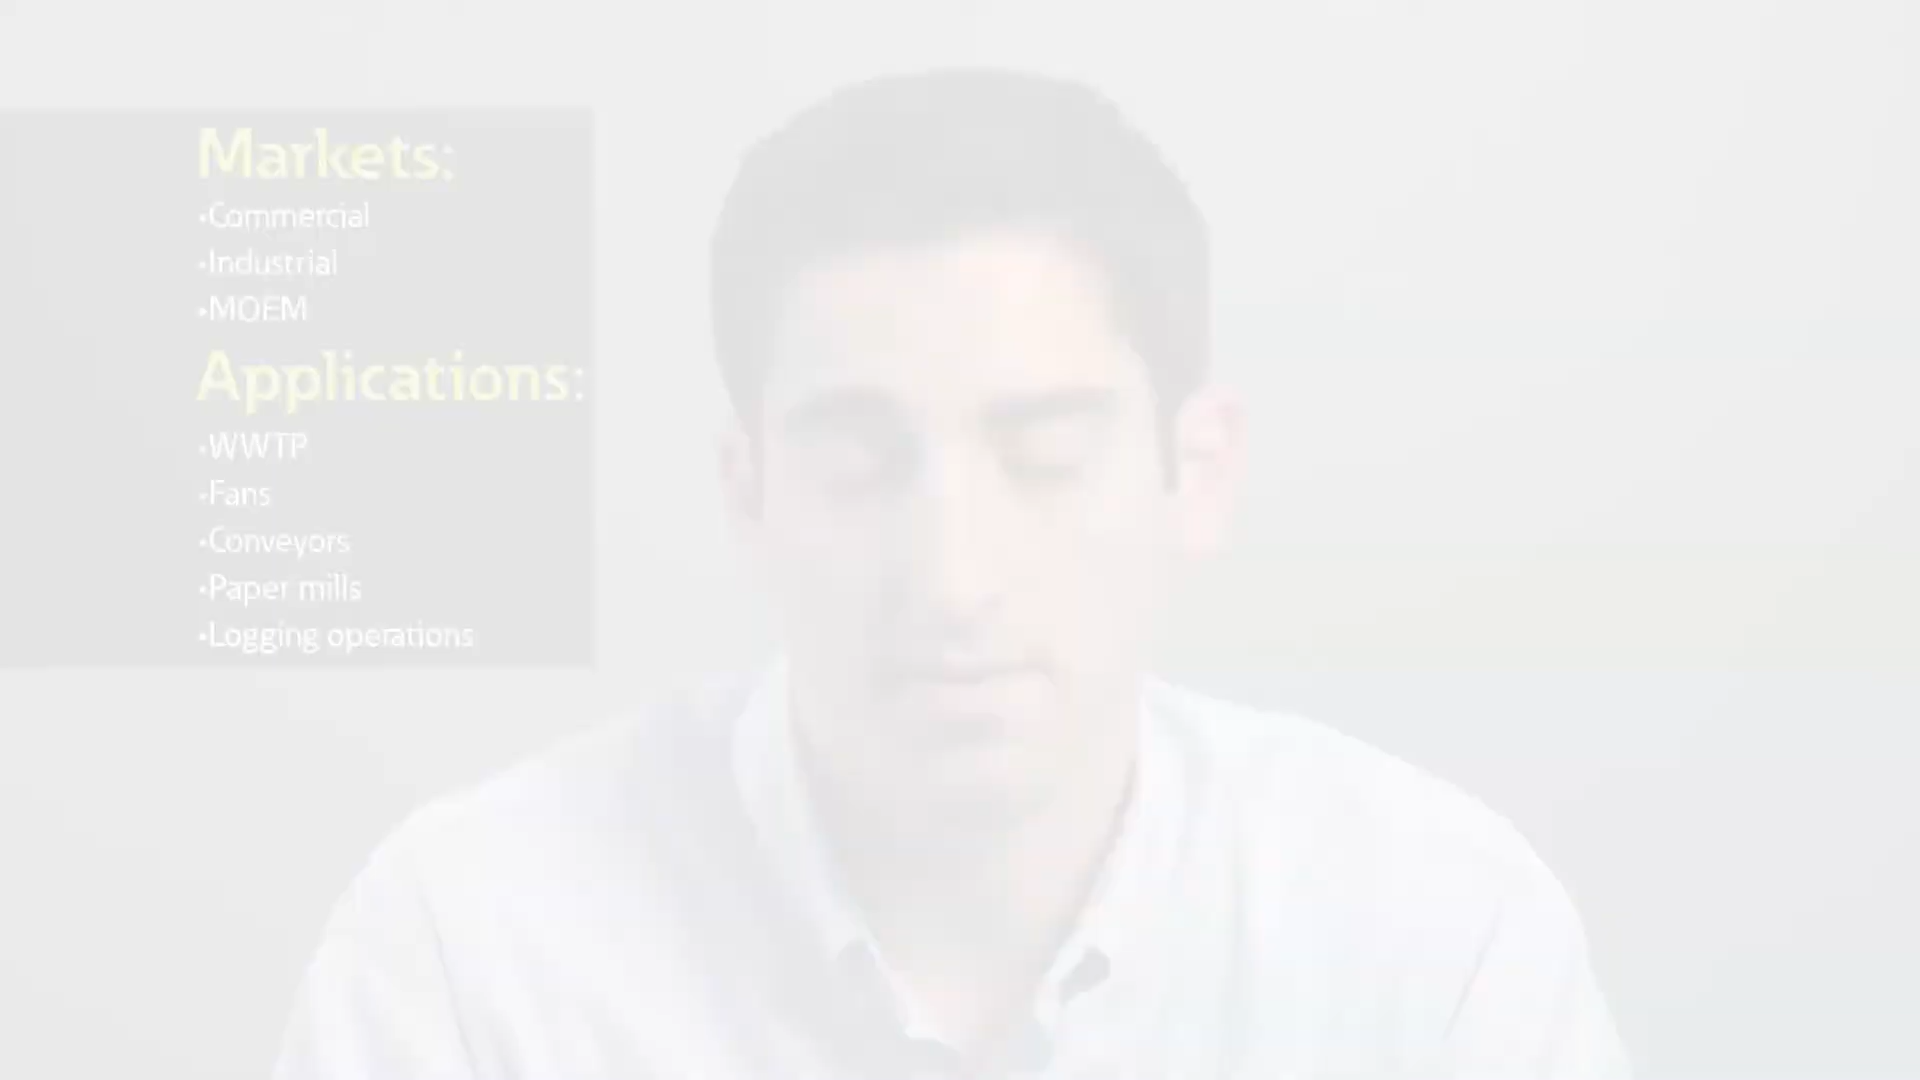 Markets:
•Commercial
•Industrial
•MOEM
Applications:
•WWTP
•Fans
•Conveyors
•Paper mills
•Logging operations